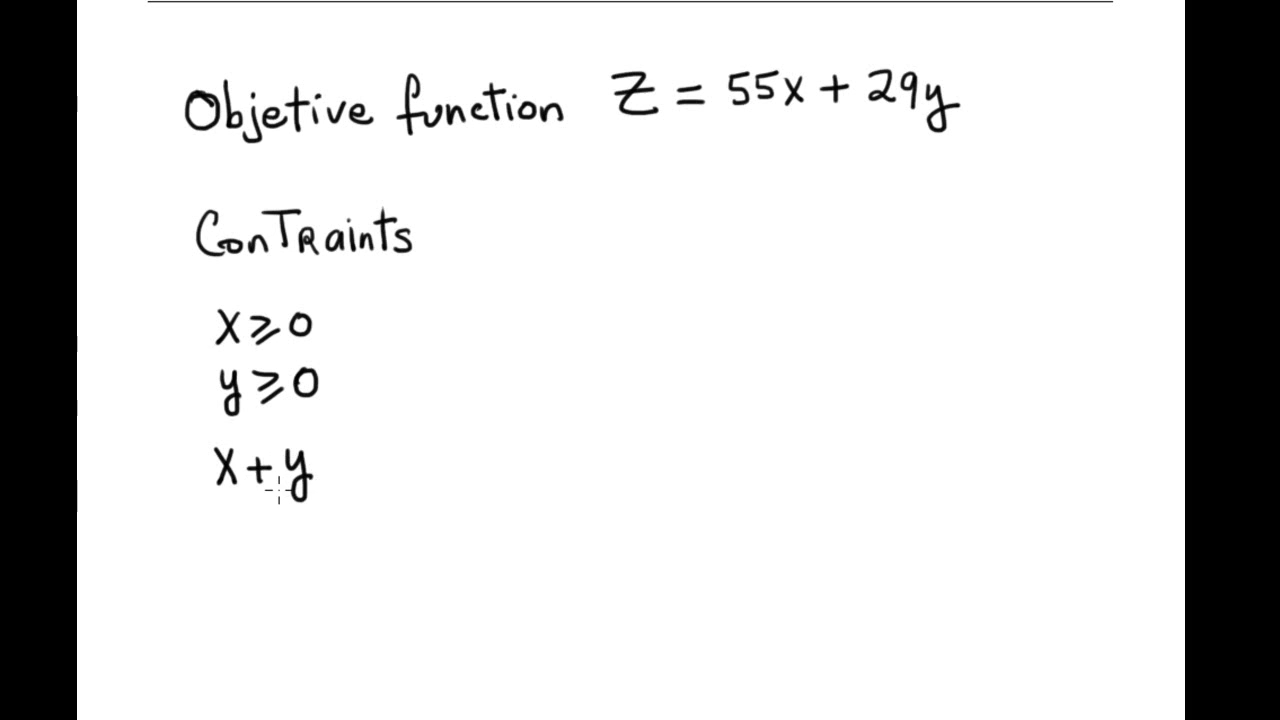 Objetive function Z = 55x + 29y
ConTRaints
x ⩾ 0
y ⩾ 0
x + y